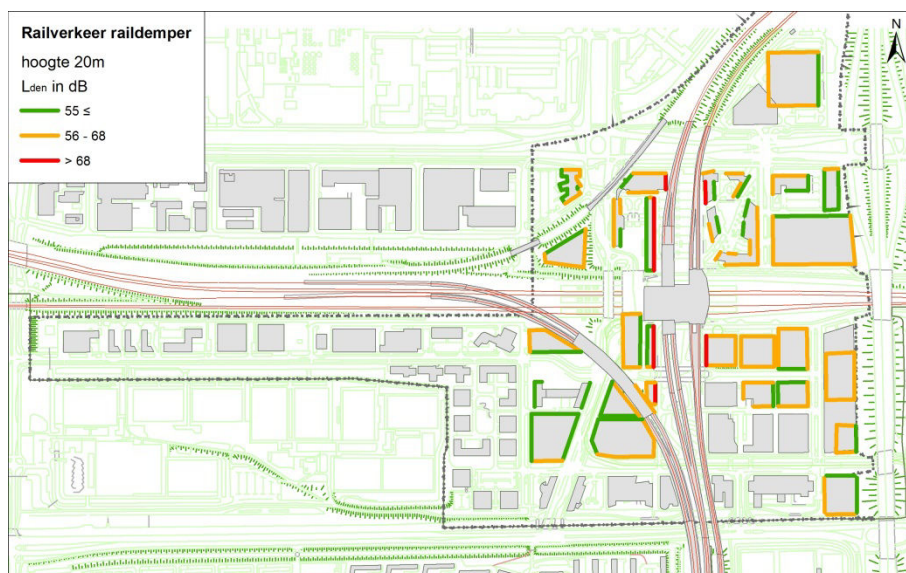 Railverkeer raildemper
hoogte 20m
Lden in dB
55 ≤
56 - 68
> 68
N